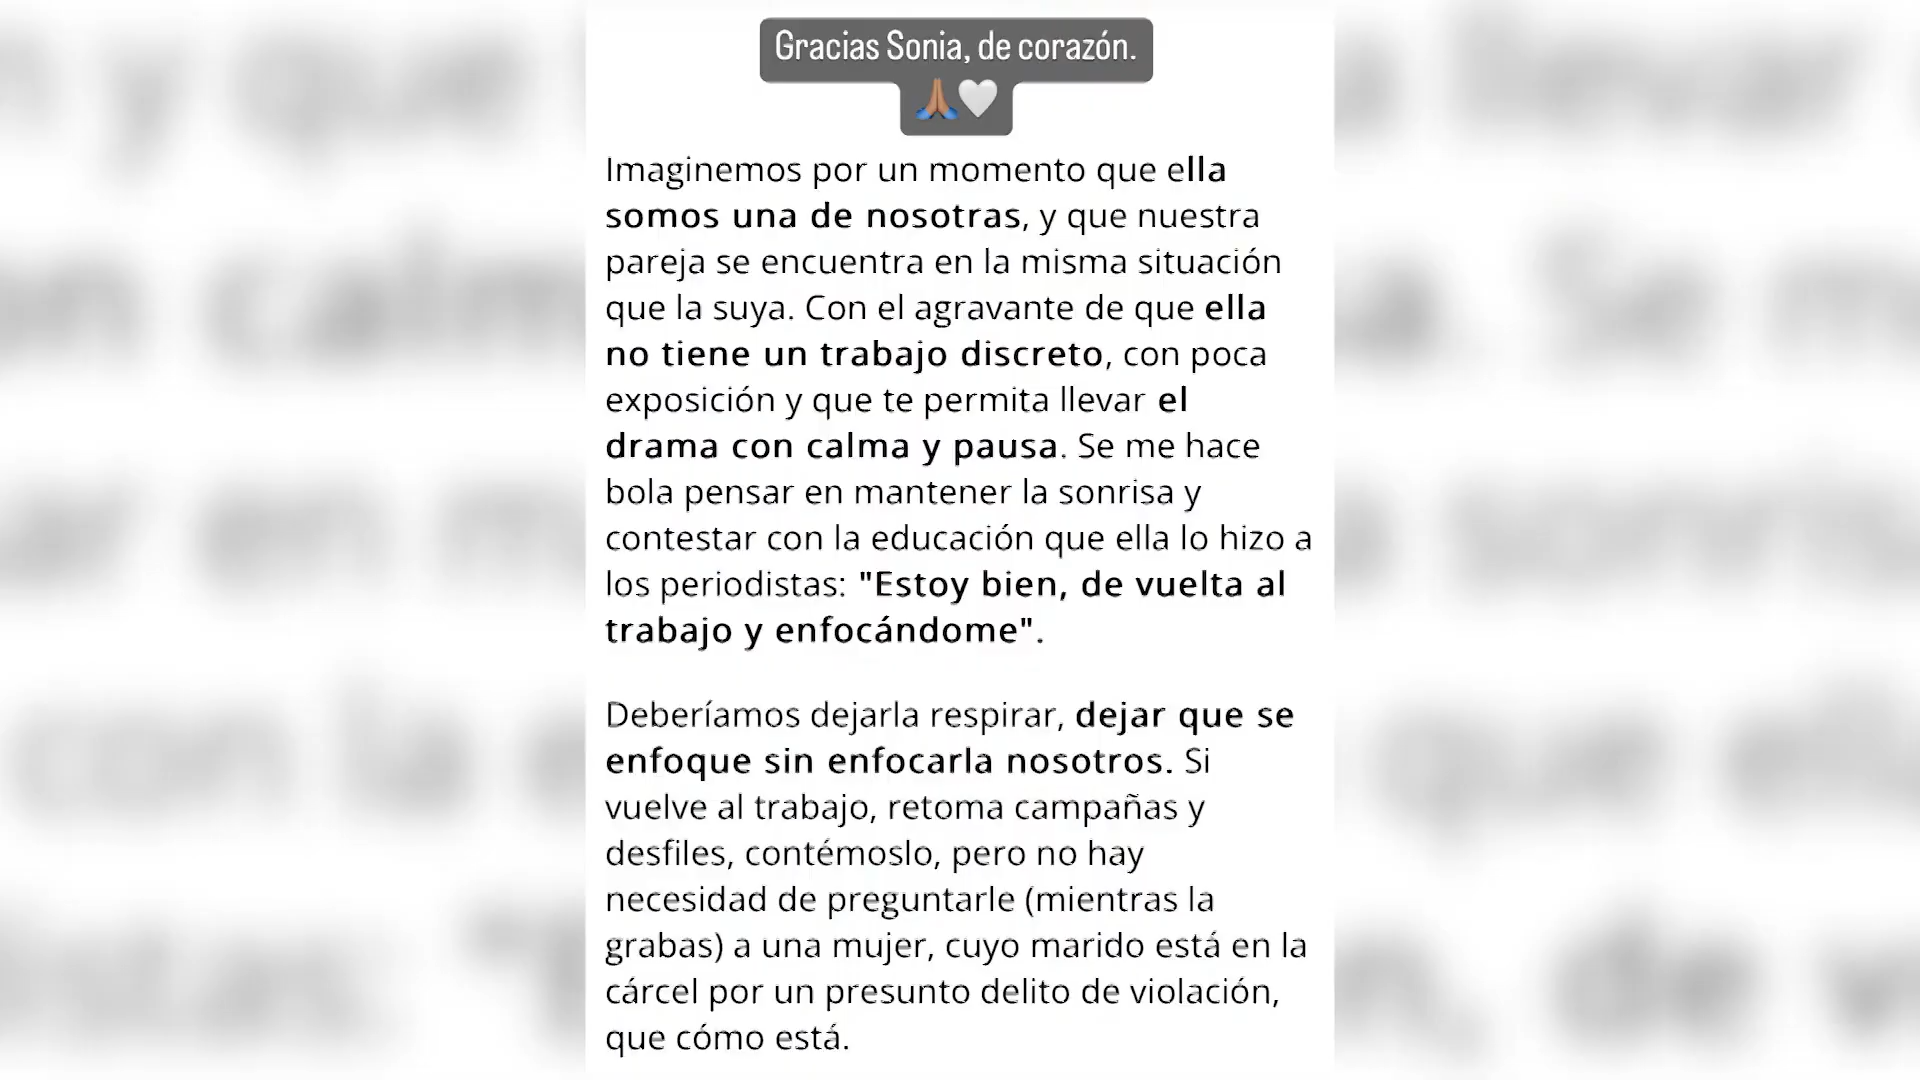 Gracias Sonia, de corazón.
🙏🏽🤍
Imaginemos por un momento que ella
somos una de nosotras, y que nuestra
pareja se encuentra en la misma situación
que la suya. Con el agravante de que ella
no tiene un trabajo discreto, con poca
exposición y que te permita llevar el
drama con calma y pausa. Se me hace
bola pensar en mantener la sonrisa y
contestar con la educación que ella lo hizo a
los periodistas: "Estoy bien, de vuelta al
trabajo y enfocándome".
Deberíamos dejarla respirar, dejar que se
enfoque sin enfocarla nosotros. Si
vuelve al trabajo, retoma campañas y
desfiles, contémoslo, pero no hay
necesidad de preguntarle (mientras la
grabas) a una mujer, cuyo marido está en la
cárcel por un presunto delito de violación,
que cómo está.